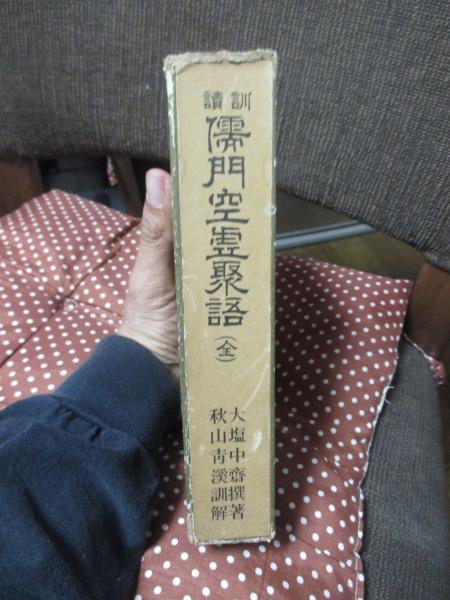 訓讀
儒門空虛聚語
(全)
大塩中齋撰著
秋山青溪訓解